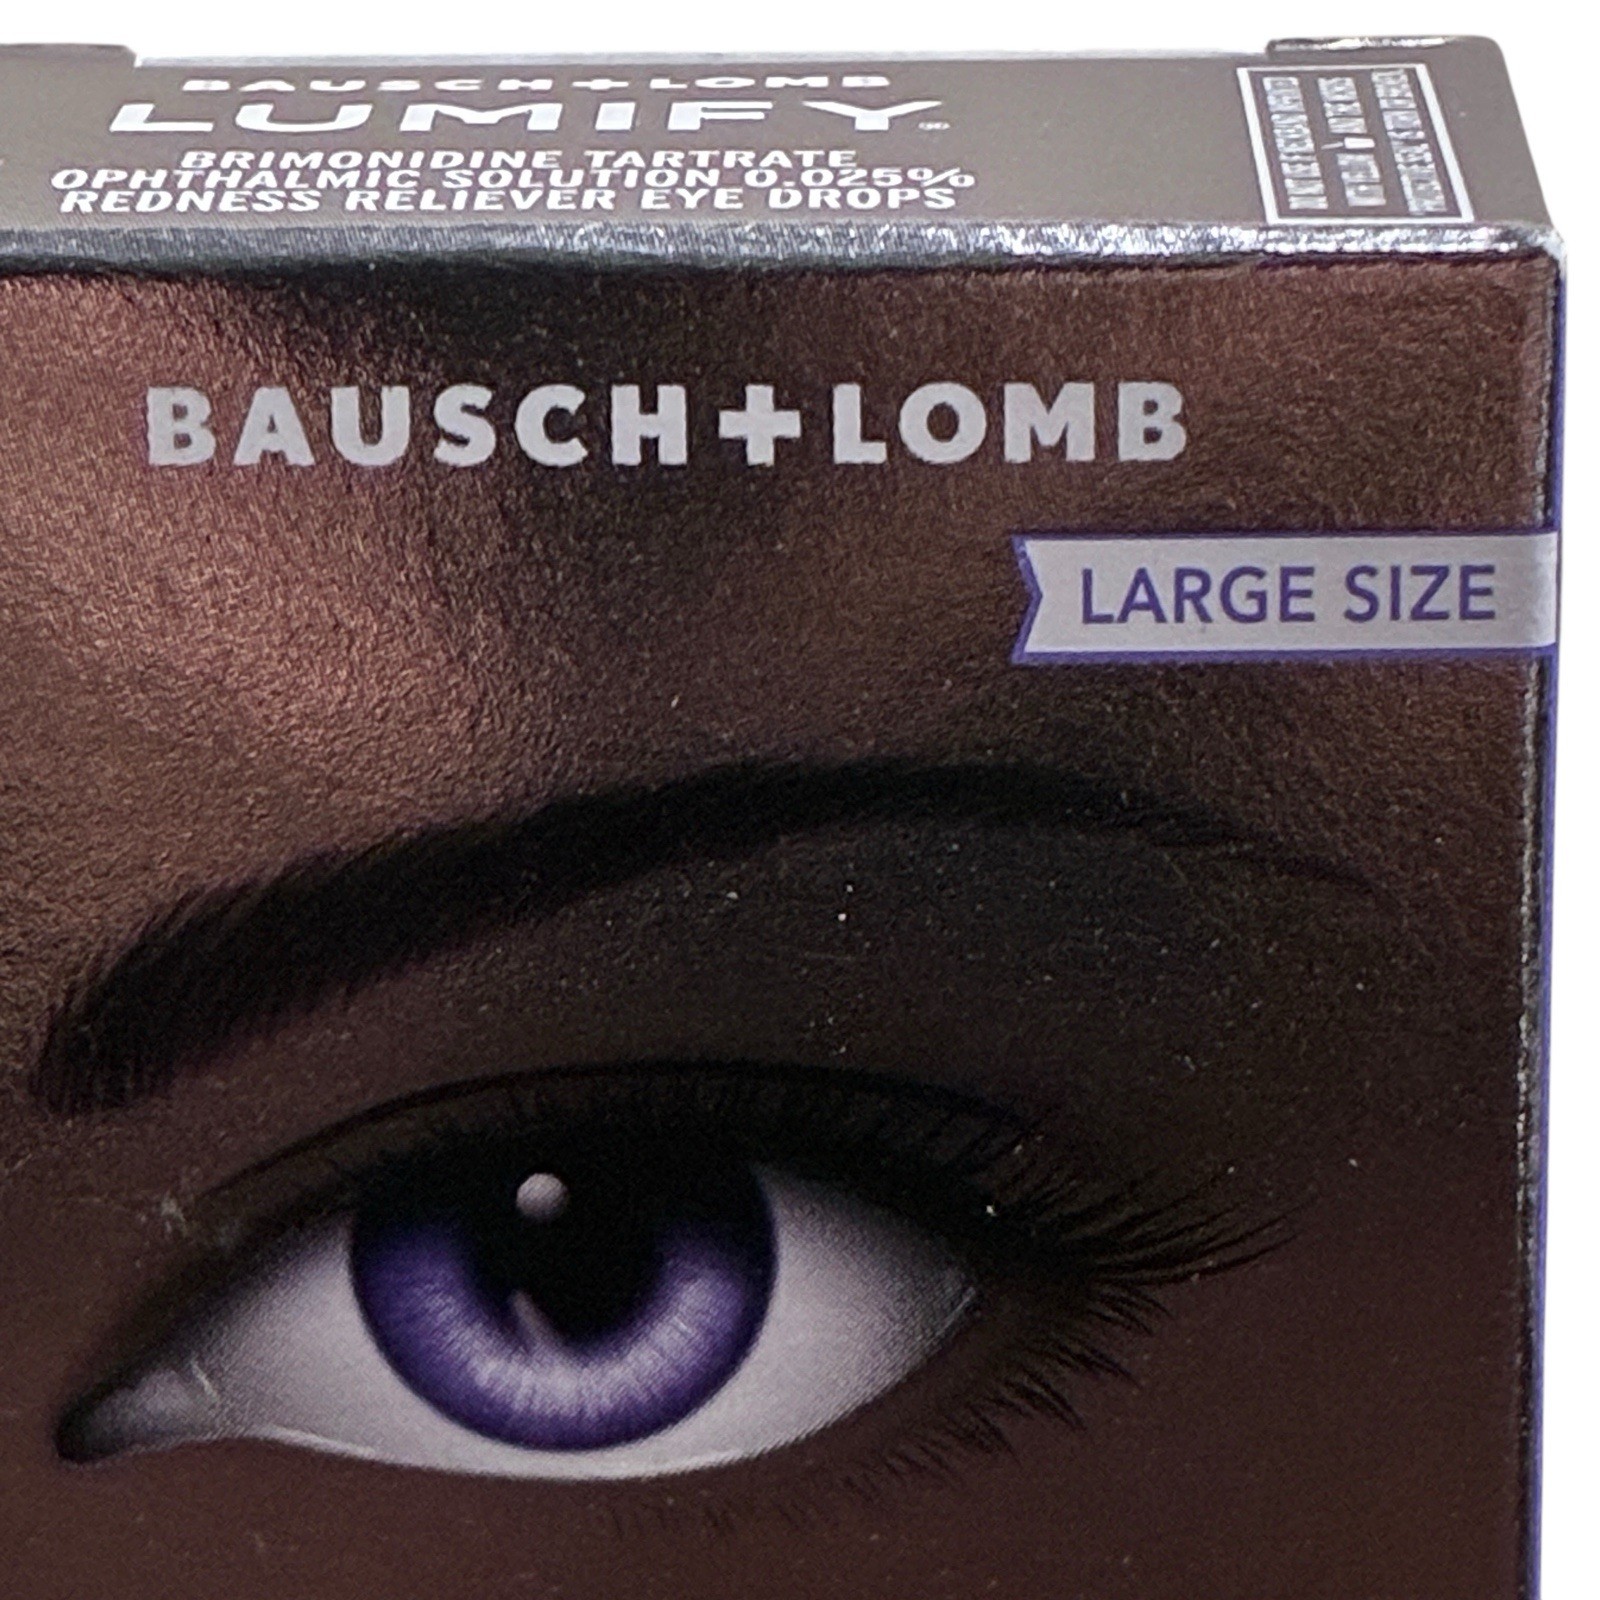 BAUSCH + LOMB
LUMIFY®
BRIMONIDINE TARTRATE
OPHTHALMIC SOLUTION 0.025%
REDNESS RELIEVER EYE DROPS
BAUSCH + LOMB
LARGE SIZE